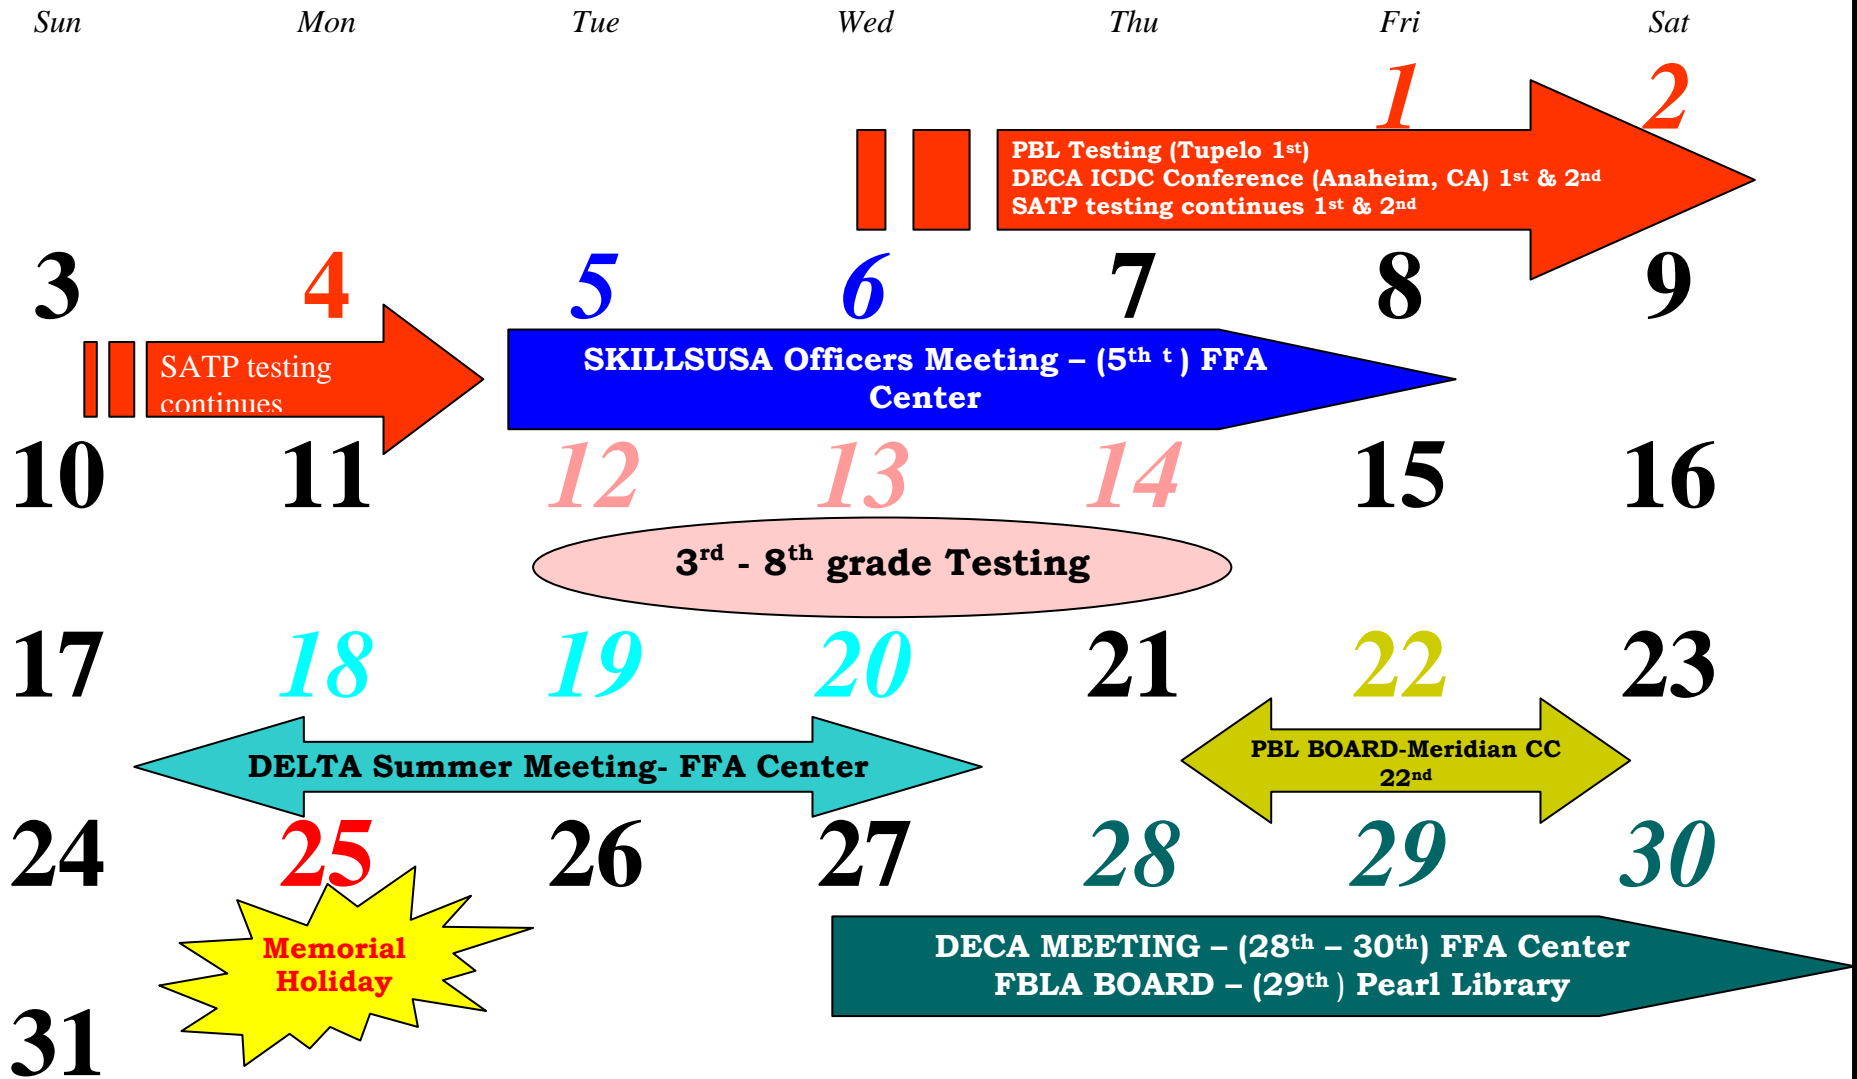 Sun Mon Tue Wed Thu Fri Sat
1 2
PBL Testing (Tupelo 1st)
DECA ICDC Conference (Anaheim, CA) 1st & 2nd
SATP testing continues 1st & 2nd
3 4 5 6 7 8 9
SATP testing
continues
SKILLSUSA Officers Meeting – (5th t ) FFA
Center
10 11 12 13 14 15 16
3rd - 8th grade Testing
17 18 19 20 21 22 23
DELTA Summer Meeting- FFA Center
PBL BOARD-Meridian CC
22nd
24 25 26 27 28 29 30
Memorial
Holiday
DECA MEETING – (28th – 30th) FFA Center
FBLA BOARD – (29th ) Pearl Library
31